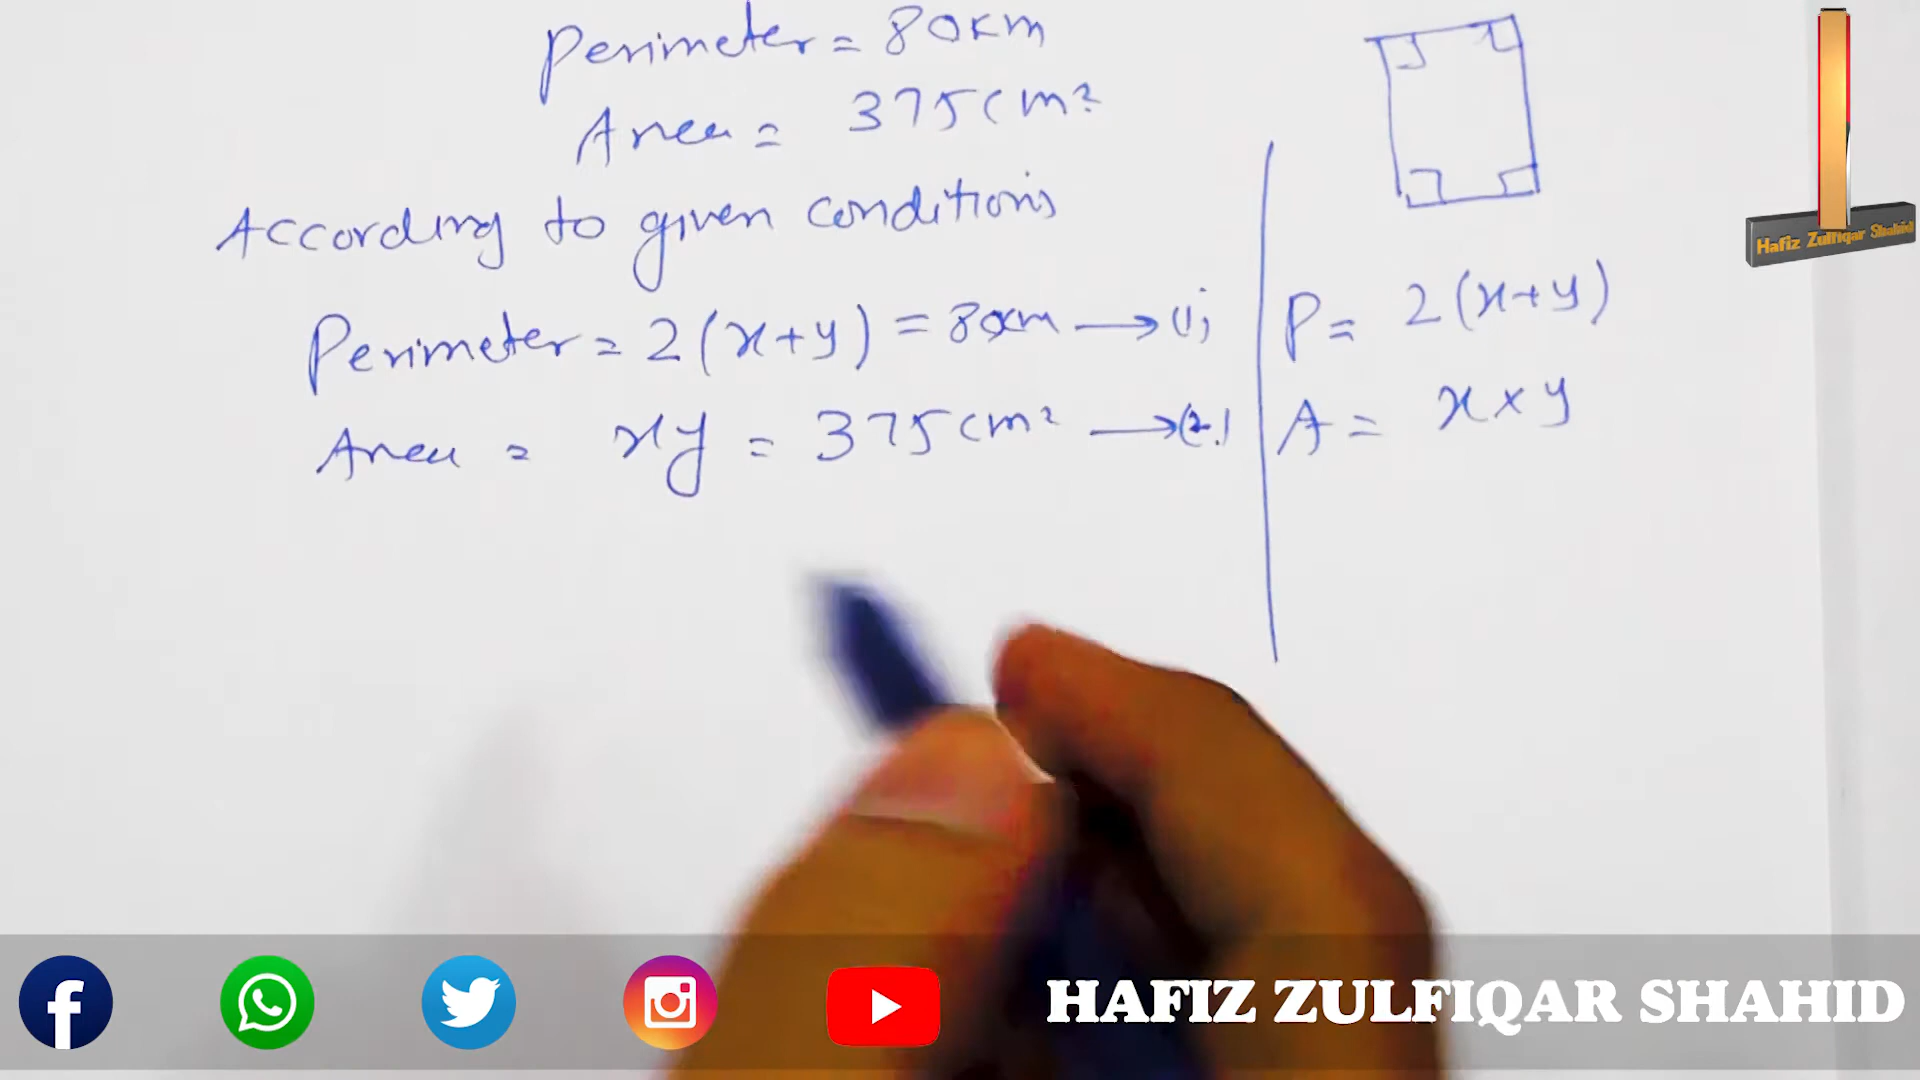 Perimeter = 80cm
Area = 375cm²
According to given conditions
Perimeter = 2(x+y) = 80cm → (1)
Area = xy = 375cm² → (2)
P = 2(x+y)
A = x × y
Hafiz Zulfiqar Shahid
HAFIZ ZULFIQAR SHAHID